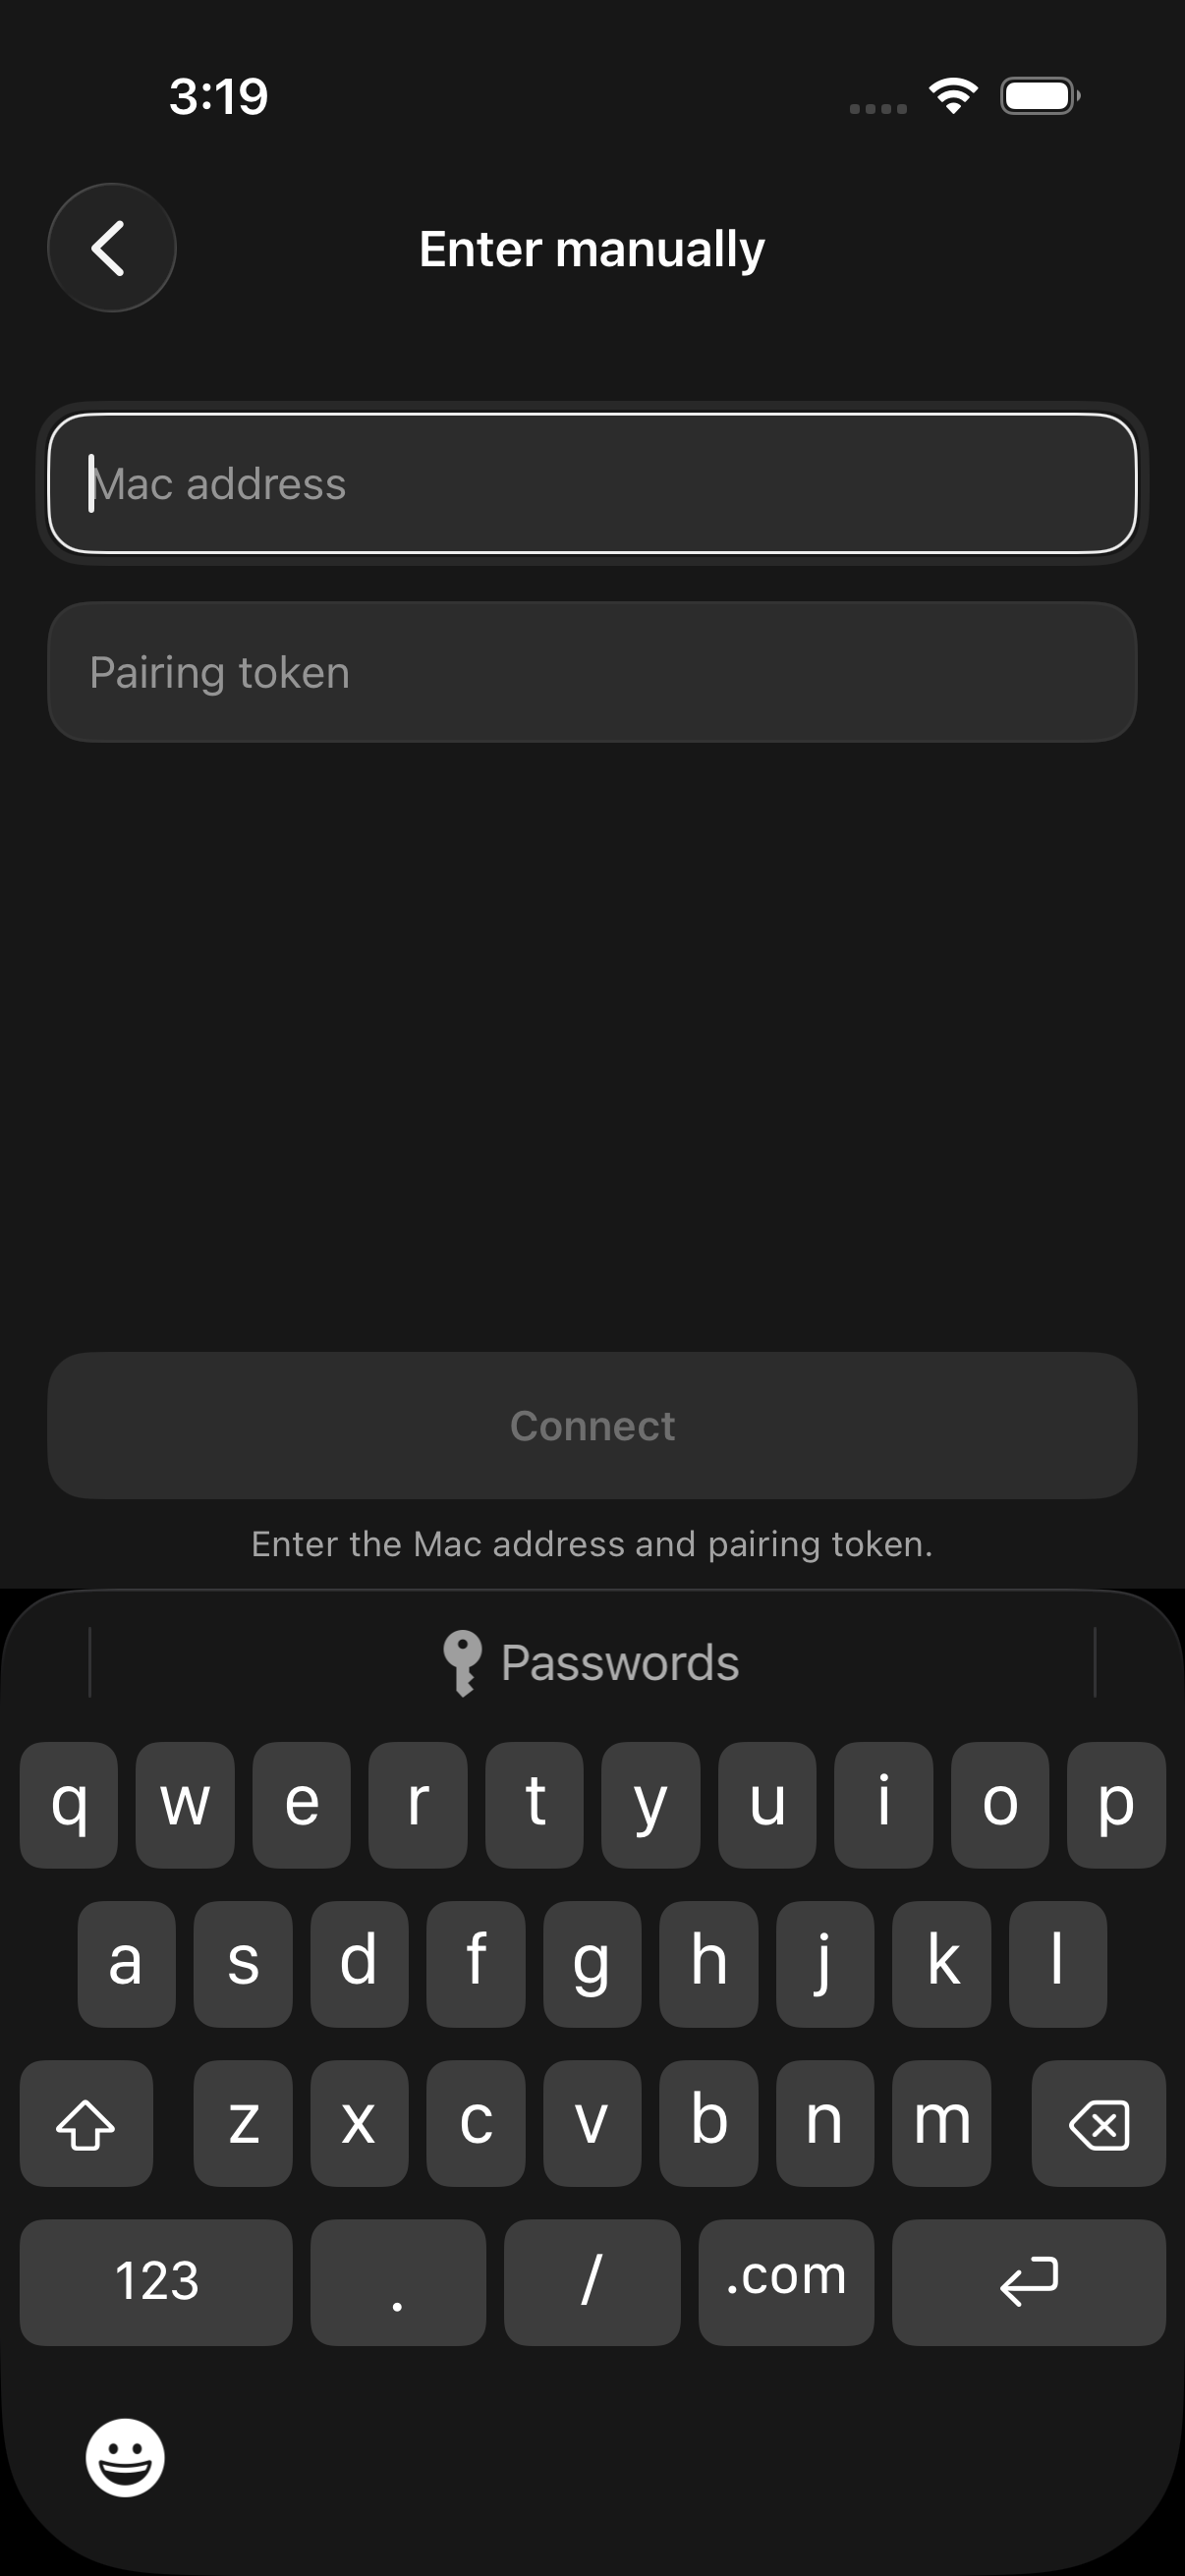 3:19
Enter manually
Mac address
Pairing token
Connect
Enter the Mac address and pairing token.
Passwords
q w e r t y u i o p
a s d f g h j k l
z x c v b n m
123 . / .com